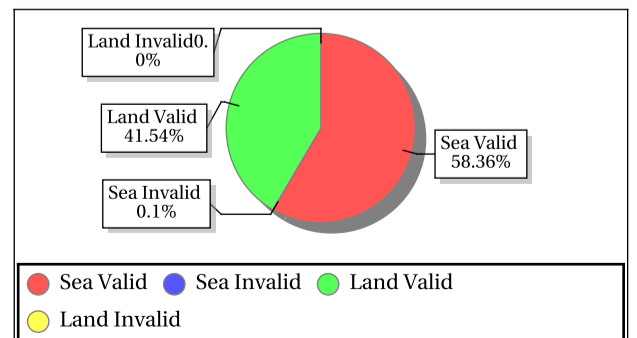 Land Invalid0.
0%
Land Valid
41.54%
Sea Valid
58.36%
Sea Invalid
0.1%
Sea Valid
Sea Invalid
Land Valid
Land Invalid